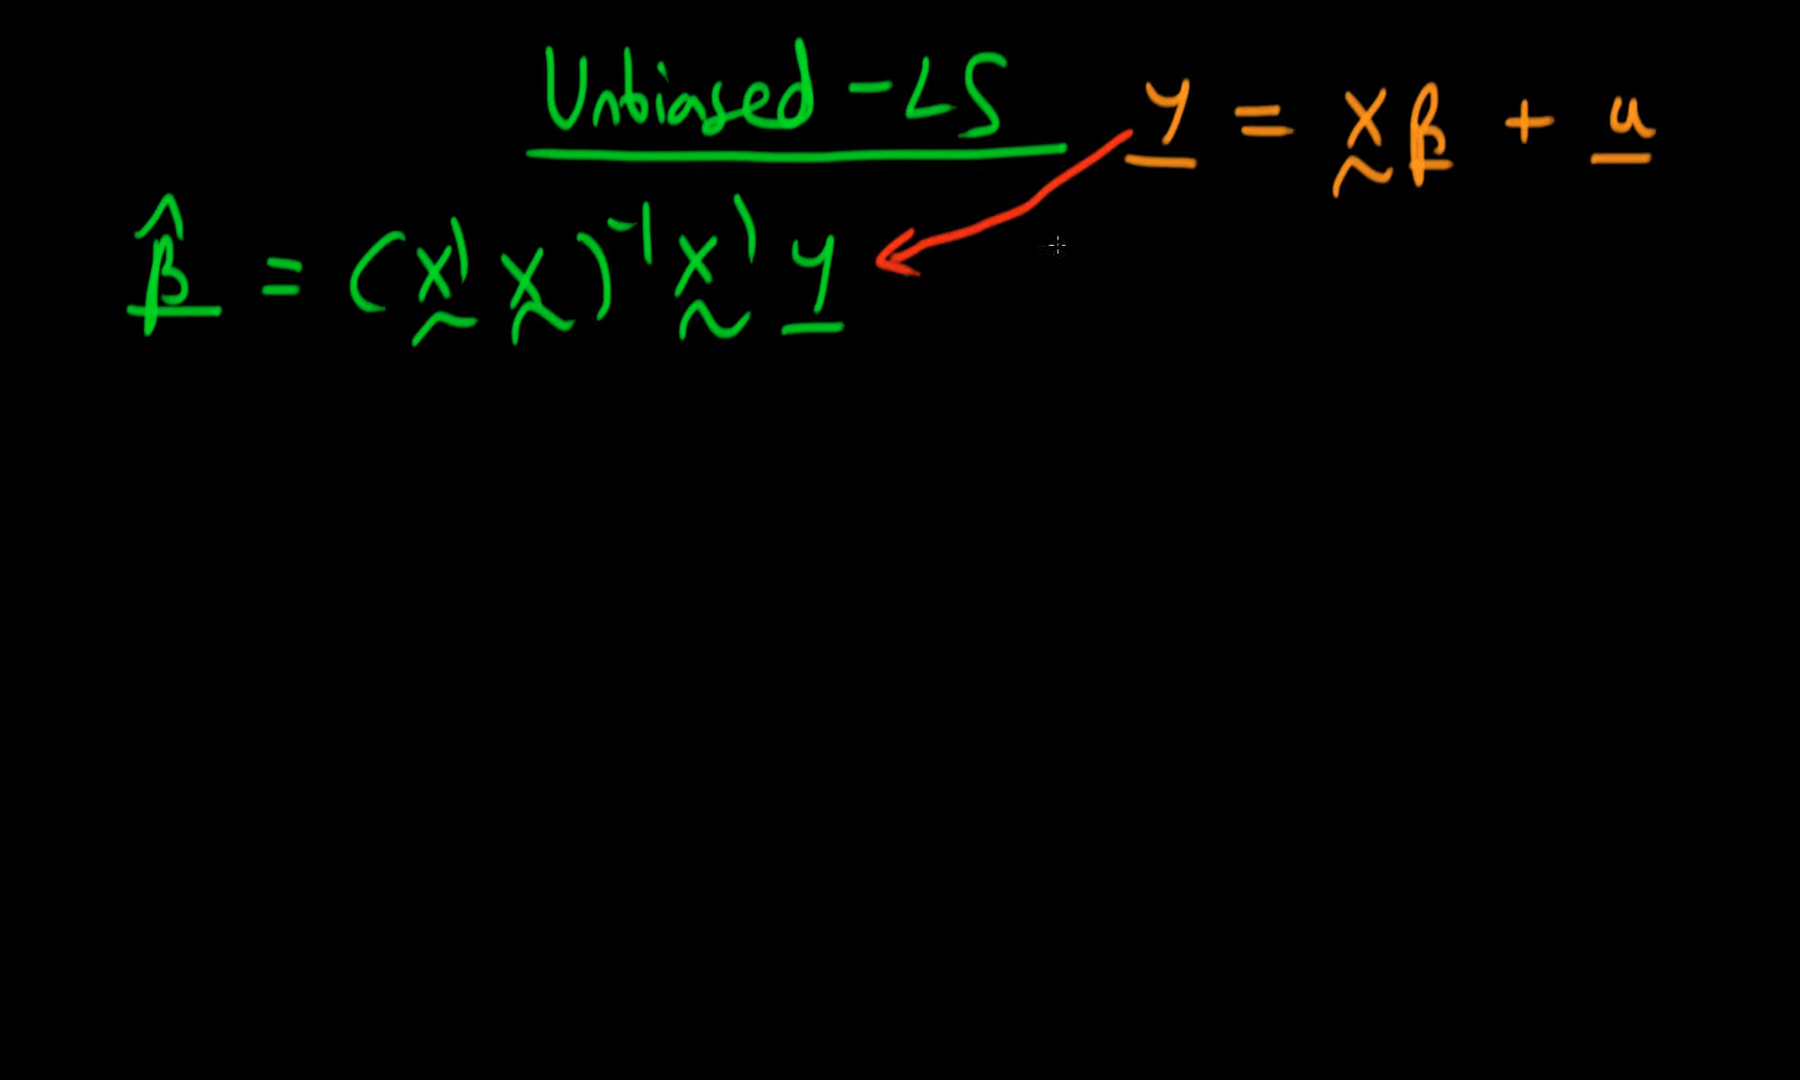 Unbiased - LS
y = Xβ + u
β̂ = (X'X)⁻¹X'y